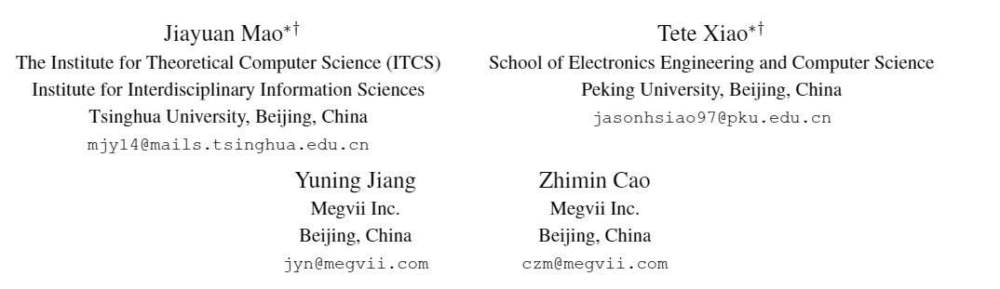 Jiayuan Mao*†
The Institute for Theoretical Computer Science (ITCS)
Institute for Interdisciplinary Information Sciences
Tsinghua University, Beijing, China
mjy14@mails.tsinghua.edu.cn
Tete Xiao*†
School of Electronics Engineering and Computer Science
Peking University, Beijing, China
jasonhsiao97@pku.edu.cn
Yuning Jiang
Megvii Inc.
Beijing, China
jyn@megvii.com
Zhimin Cao
Megvii Inc.
Beijing, China
czm@megvii.com